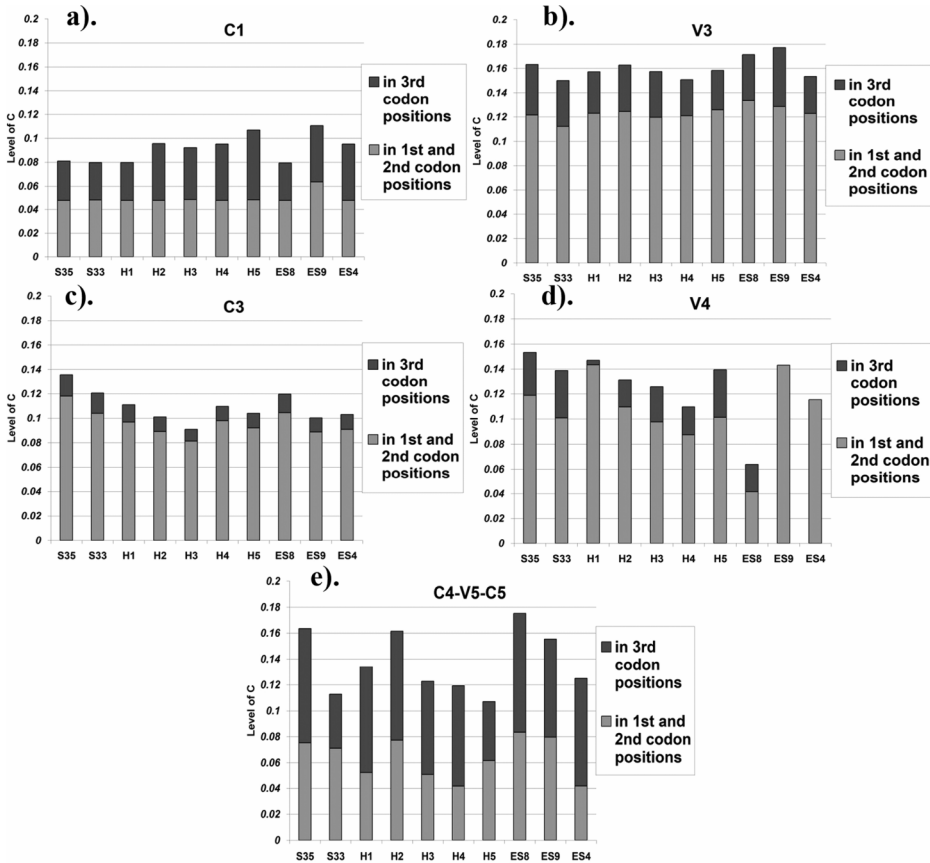 a).
C1
Level of C
0.2
0.18
0.16
0.14
0.12
0.1
0.08
0.06
0.04
0.02
0
S35 S33 H1 H2 H3 H4 H5 ES8 ES9 ES4
in 3rd
codon
positions
in 1st and
2nd codon
positions
b).
V3
Level of C
0.2
0.18
0.16
0.14
0.12
0.1
0.08
0.06
0.04
0.02
0
S35 S33 H1 H2 H3 H4 H5 ES8 ES9 ES4
in 3rd
codon
positions
in 1st and
2nd codon
positions
c).
C3
Level of C
0.2
0.18
0.16
0.14
0.12
0.1
0.08
0.06
0.04
0.02
0
S35 S33 H1 H2 H3 H4 H5 ES8 ES9 ES4
in 3rd
codon
positions
in 1st and
2nd codon
positions
d).
V4
Level of C
0.2
0.18
0.16
0.14
0.12
0.1
0.08
0.06
0.04
0.02
0
S35 S33 H1 H2 H3 H4 H5 ES8 ES9 ES4
in 3rd
codon
positions
in 1st and
2nd codon
positions
e).
C4-V5-C5
Level of C
0.2
0.18
0.16
0.14
0.12
0.1
0.08
0.06
0.04
0.02
0
S35 S33 H1 H2 H3 H4 H5 ES8 ES9 ES4
in 3rd
codon
positions
in 1st and
2nd codon
positions